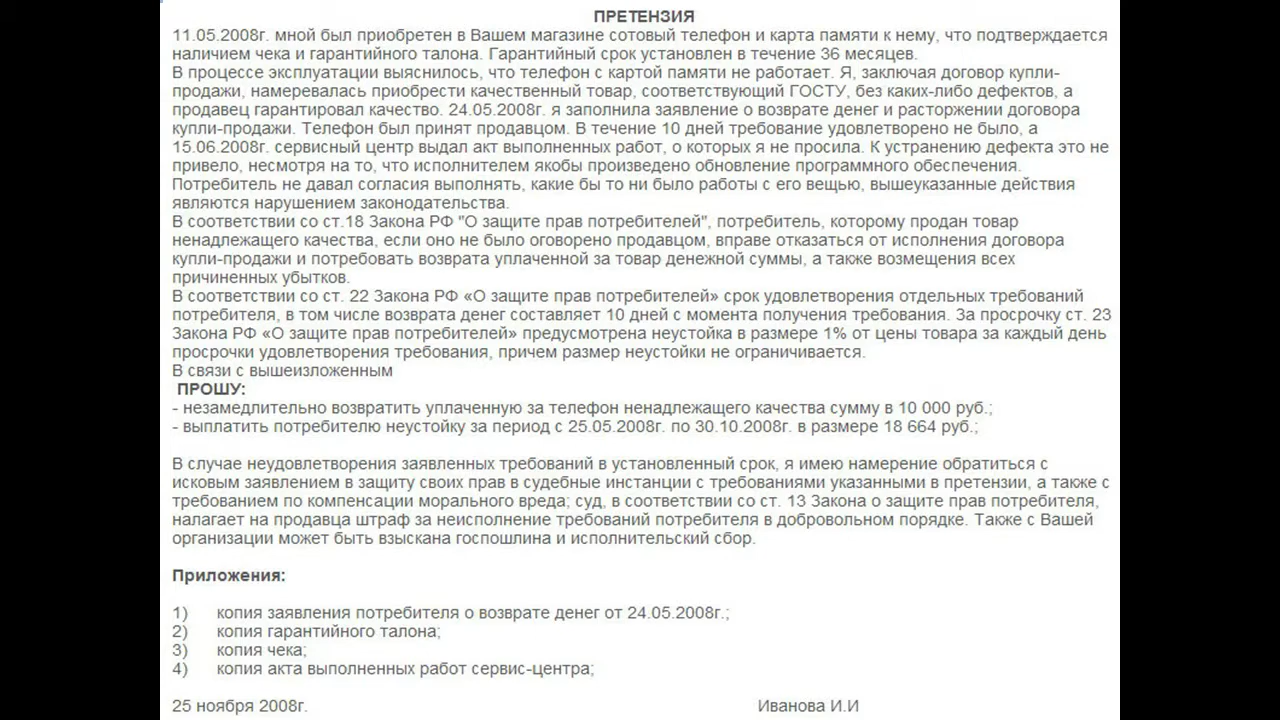 ПРЕТЕНЗИЯ
11.05.2008г. мной был приобретен в Вашем магазине сотовый телефон и карта памяти к нему, что подтверждается
наличием чека и гарантийного талона. Гарантийный срок установлен в течение 36 месяцев.
В процессе эксплуатации выяснилось, что телефон с картой памяти не работает. Я, заключая договор купли-
продажи, намеревалась приобрести качественный товар, соответствующий ГОСТУ, без каких-либо дефектов, а
продавец гарантировал качество. 24.05.2008г. я заполнила заявление о возврате денег и расторжении договора
купли-продажи. Телефон был принят продавцом. В течение 10 дней требование удовлетворено не было, а
15.06.2008г. сервисный центр выдал акт выполненных работ, о которых я не просила. К устранению дефекта это не
привело, несмотря на то, что исполнителем якобы произведено обновление программного обеспечения.
Потребитель не давал согласия выполнять, какие бы то ни было работы с его вещью, вышеуказанные действия
являются нарушением законодательства.
В соответствии со ст.18 Закона РФ "О защите прав потребителей", потребитель, которому продан товар
ненадлежащего качества, если оно не было оговорено продавцом, вправе отказаться от исполнения договора
купли-продажи и потребовать возврата уплаченной за товар денежной суммы, а также возмещения всех
причиненных убытков.
В соответствии со ст. 22 Закона РФ «О защите прав потребителей» срок удовлетворения отдельных требований
потребителя, в том числе возврата денег составляет 10 дней с момента получения требования. За просрочку ст. 23
Закона РФ «О защите прав потребителей» предусмотрена неустойка в размере 1% от цены товара за каждый день
просрочки удовлетворения требования, причем размер неустойки не ограничивается.
В связи с вышеизложенным
ПРОШУ:
- незамедлительно возвратить уплаченную за телефон ненадлежащего качества сумму в 10 000 руб.;
- выплатить потребителю неустойку за период с 25.05.2008г. по 30.10.2008г. в размере 18 664 руб.;
В случае неудовлетворения заявленных требований в установленный срок, я имею намерение обратиться с
исковым заявлением в защиту своих прав в судебные инстанции с требованиями указанными в претензии, а также с
требованием по компенсации морального вреда; суд, в соответствии со ст. 13 Закона о защите прав потребителя,
налагает на продавца штраф за неисполнение требований потребителя в добровольном порядке. Также с Вашей
организации может быть взыскана госпошлина и исполнительский сбор.
Приложения:
1) копия заявления потребителя о возврате денег от 24.05.2008г.;
2) копия гарантийного талона;
3) копия чека;
4) копия акта выполненных работ сервис-центра;
25 ноября 2008г. Иванова И.И